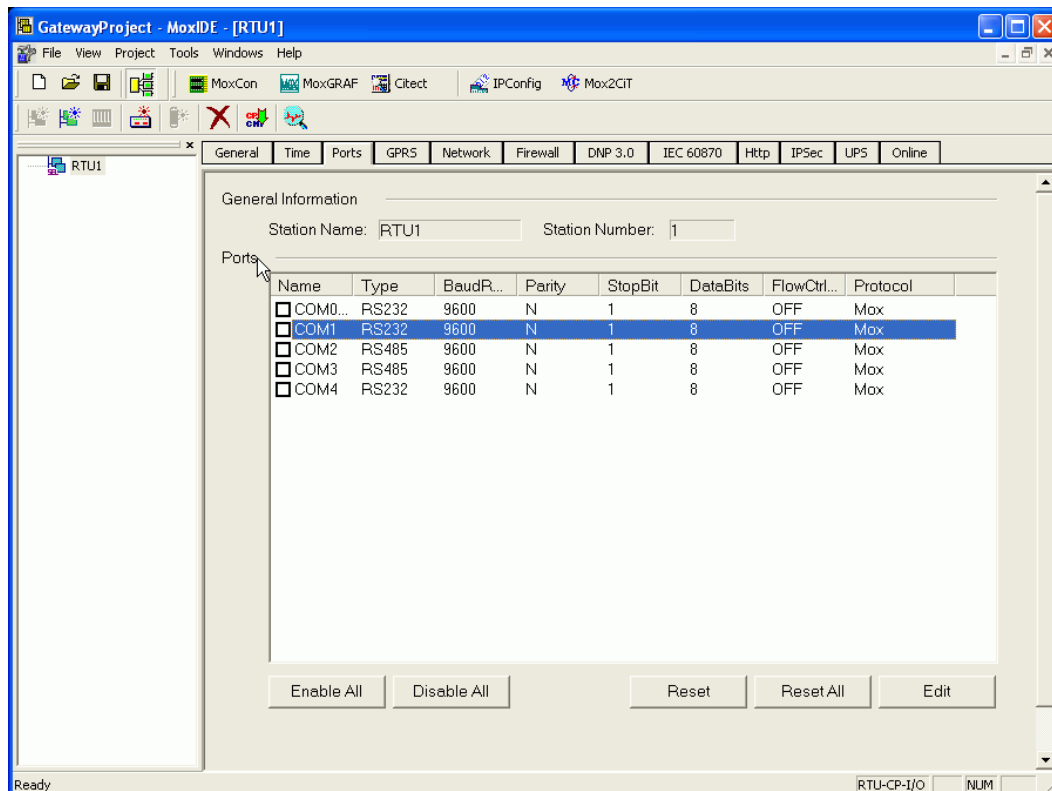 GatewayProject - MoxIDE - [RTU1]
File View Project Tools Windows Help
MoxCon MoxGRAF Citect IPConfig Mox2CiT
RTU1
General Time Ports GPRS Network Firewall DNP 3.0 IEC 60870 Http IPSec UPS Online
General Information
Station Name: RTU1 Station Number: 1
Ports
Name Type BaudR... Parity StopBit DataBits FlowCtrl... Protocol
COM0... RS232 9600 N 1 8 OFF Mox
COM1 RS232 9600 N 1 8 OFF Mox
COM2 RS485 9600 N 1 8 OFF Mox
COM3 RS485 9600 N 1 8 OFF Mox
COM4 RS232 9600 N 1 8 OFF Mox
Enable All Disable All Reset Reset All Edit
Ready RTU-CP-I/O NUM